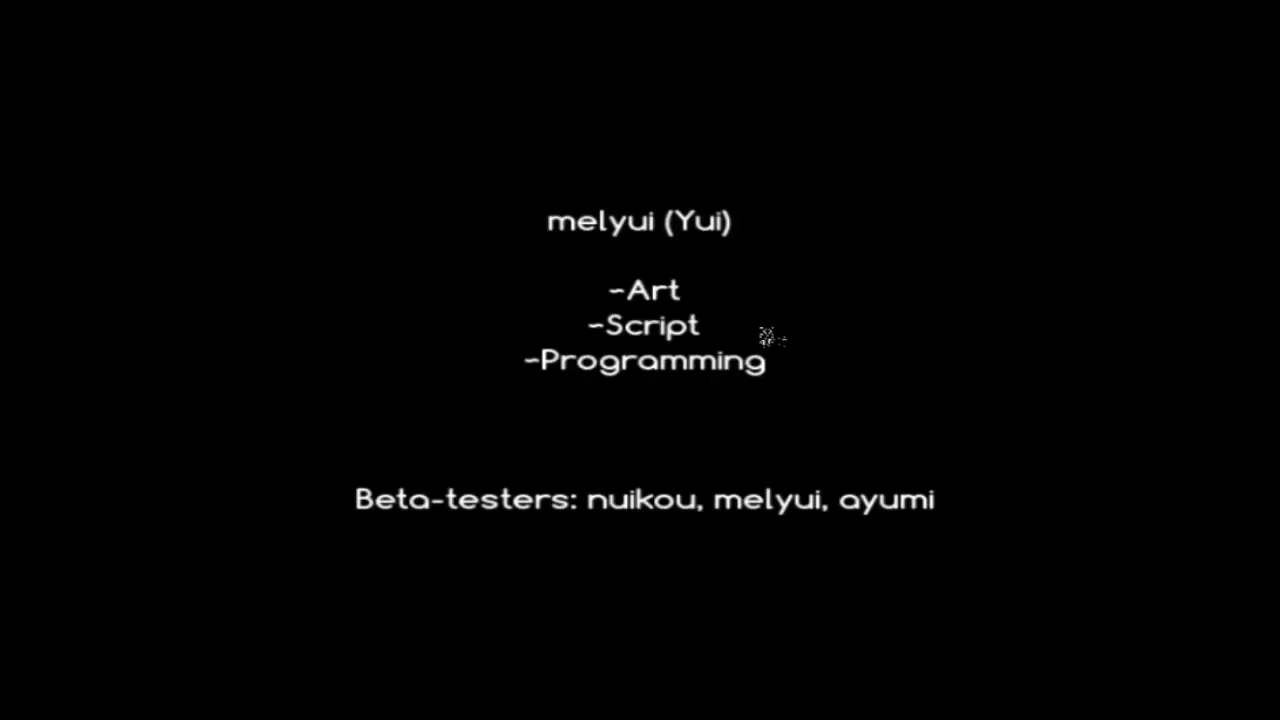 melyui (Yui)
~Art
~Script
~Programming
Beta-testers: nuikou, melyui, ayumi